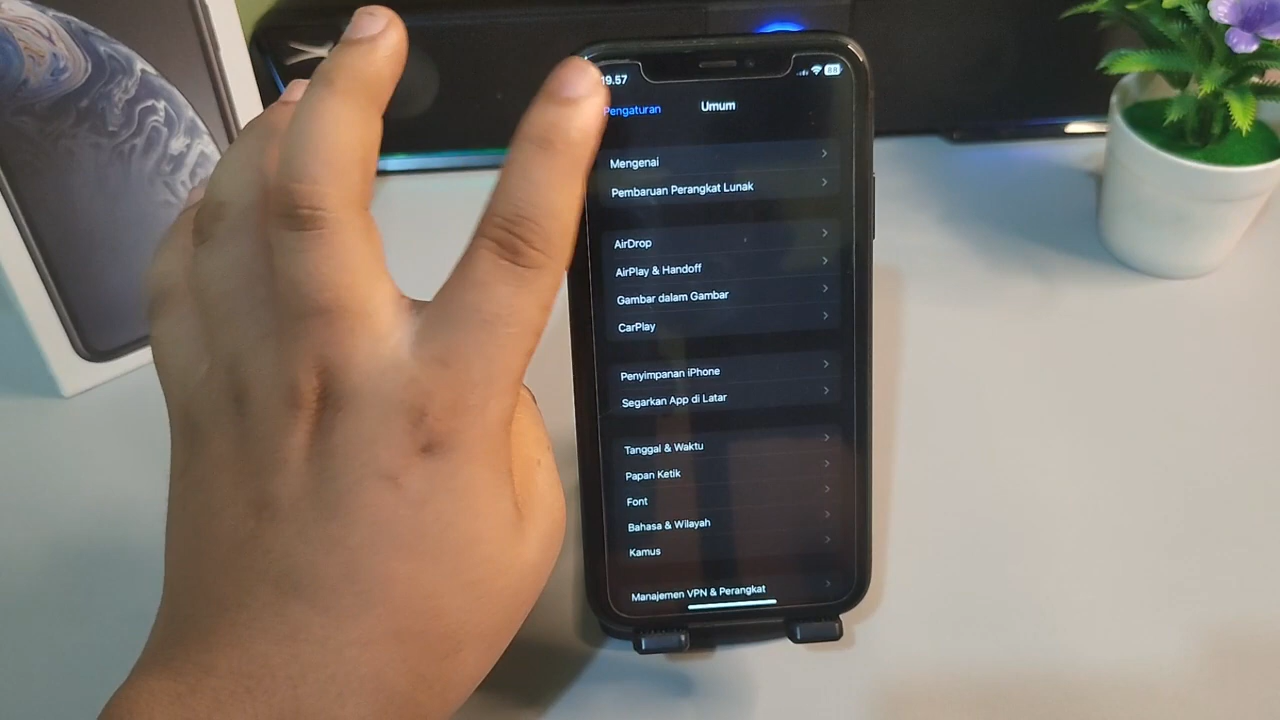 19.57
88
Pengaturan
Umum
Mengenai
Pembaruan Perangkat Lunak
AirDrop
AirPlay & Handoff
Gambar dalam Gambar
CarPlay
Penyimpanan iPhone
Segarkan App di Latar
Tanggal & Waktu
Papan Ketik
Font
Bahasa & Wilayah
Kamus
Manajemen VPN & Perangkat